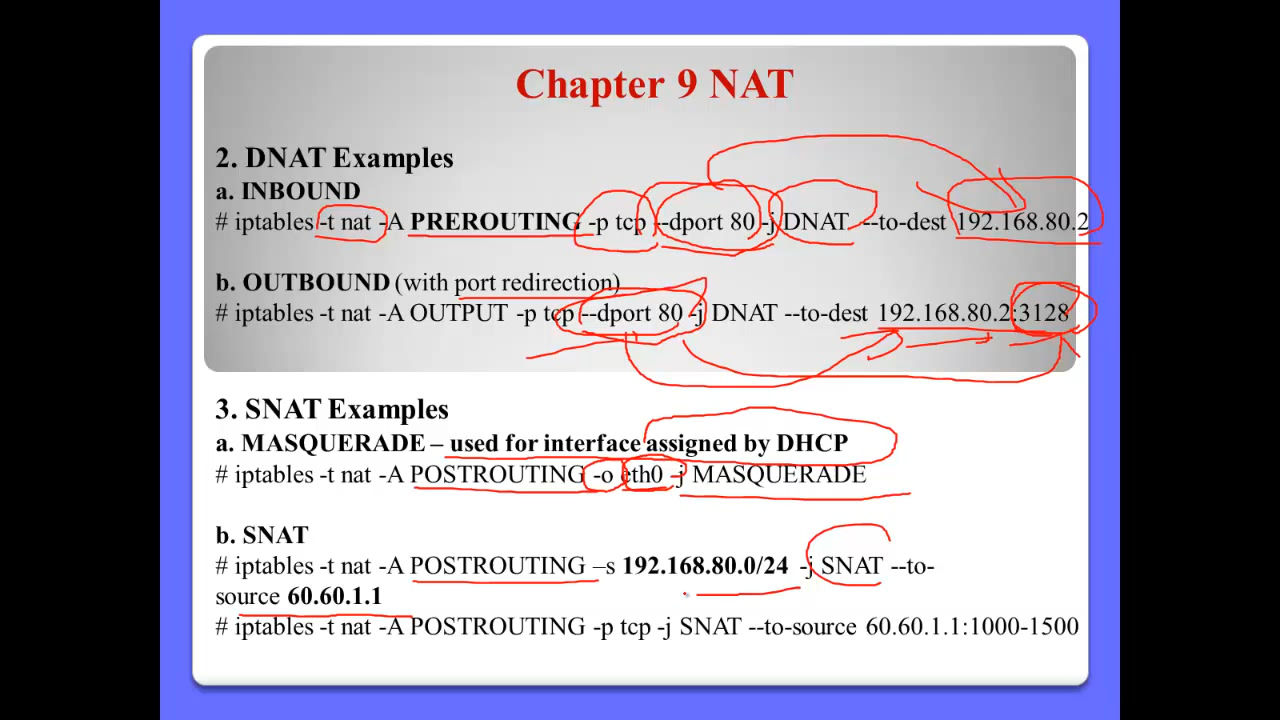 Chapter 9 NAT
2. DNAT Examples
a. INBOUND
# iptables -t nat -A PREROUTING -p tcp --dport 80 -j DNAT --to-dest 192.168.80.2
b. OUTBOUND (with port redirection)
# iptables -t nat -A OUTPUT -p tcp --dport 80 -j DNAT --to-dest 192.168.80.2:3128
3. SNAT Examples
a. MASQUERADE – used for interface assigned by DHCP
# iptables -t nat -A POSTROUTING -o eth0 -j MASQUERADE
b. SNAT
# iptables -t nat -A POSTROUTING –s 192.168.80.0/24 -j SNAT --to-
source 60.60.1.1
# iptables -t nat -A POSTROUTING -p tcp -j SNAT --to-source 60.60.1.1:1000-1500